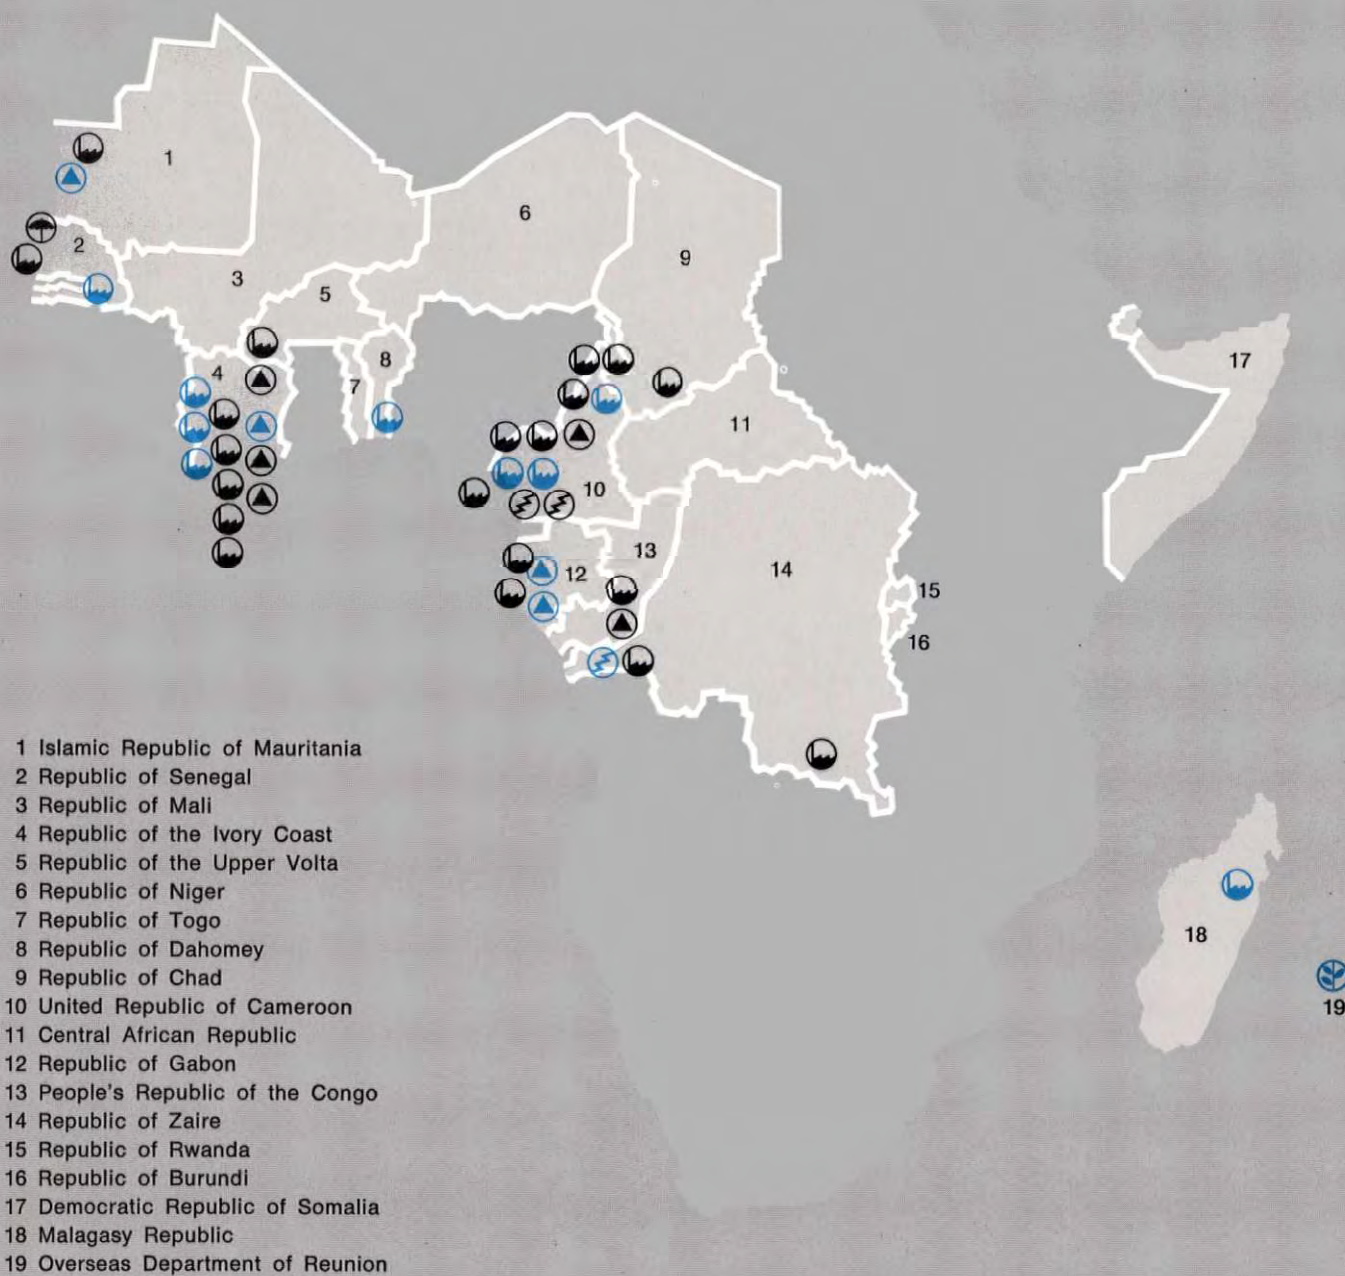 1
2
3
4
5
6
7
8
9
10
11
12
13
14
15
16
17
18
19
1 Islamic Republic of Mauritania
2 Republic of Senegal
3 Republic of Mali
4 Republic of the Ivory Coast
5 Republic of the Upper Volta
6 Republic of Niger
7 Republic of Togo
8 Republic of Dahomey
9 Republic of Chad
10 United Republic of Cameroon
11 Central African Republic
12 Republic of Gabon
13 People's Republic of the Congo
14 Republic of Zaire
15 Republic of Rwanda
16 Republic of Burundi
17 Democratic Republic of Somalia
18 Malagasy Republic
19 Overseas Department of Reunion